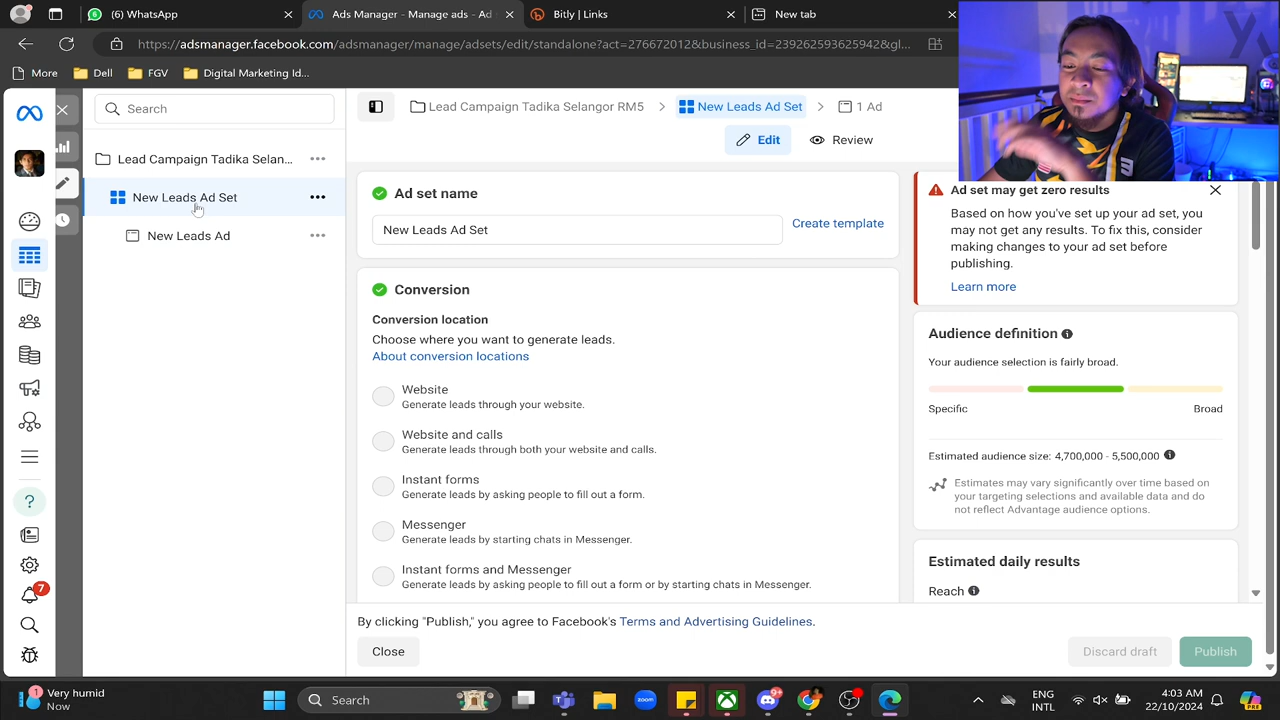 (6) WhatsApp
Ads Manager - Manage ads - Ad s
Bitly | Links
New tab
https://adsmanager.facebook.com/adsmanager/manage/adsets/edit/standalone?act=276672012&business_id=239262593625942&gl...
More
Dell
FGV
Digital Marketing Id...
Search
Lead Campaign Tadika Selangor RM5
New Leads Ad Set
1 Ad
Edit
Review
Lead Campaign Tadika Selan...
New Leads Ad Set
New Leads Ad
Ad set name
New Leads Ad Set
Create template
Conversion
Conversion location
Choose where you want to generate leads.
About conversion locations
Website
Generate leads through your website.
Website and calls
Generate leads through both your website and calls.
Instant forms
Generate leads by asking people to fill out a form.
Messenger
Generate leads by starting chats in Messenger.
Instant forms and Messenger
Generate leads by asking people to fill out a form or by starting chats in Messenger.
Ad set may get zero results
Based on how you've set up your ad set, you
may not get any results. To fix this, consider
making changes to your ad set before
publishing.
Learn more
Audience definition
Your audience selection is fairly broad.
Specific
Broad
Estimated audience size: 4,700,000 - 5,500,000
Estimates may vary significantly over time based on
your targeting selections and available data and do
not reflect Advantage audience options.
Estimated daily results
Reach
7
By clicking "Publish," you agree to Facebook's Terms and Advertising Guidelines.
Close
Discard draft
Publish
1
Very humid
Now
Search
zoom
ENG
INTL
4:03 AM
22/10/2024
PRE